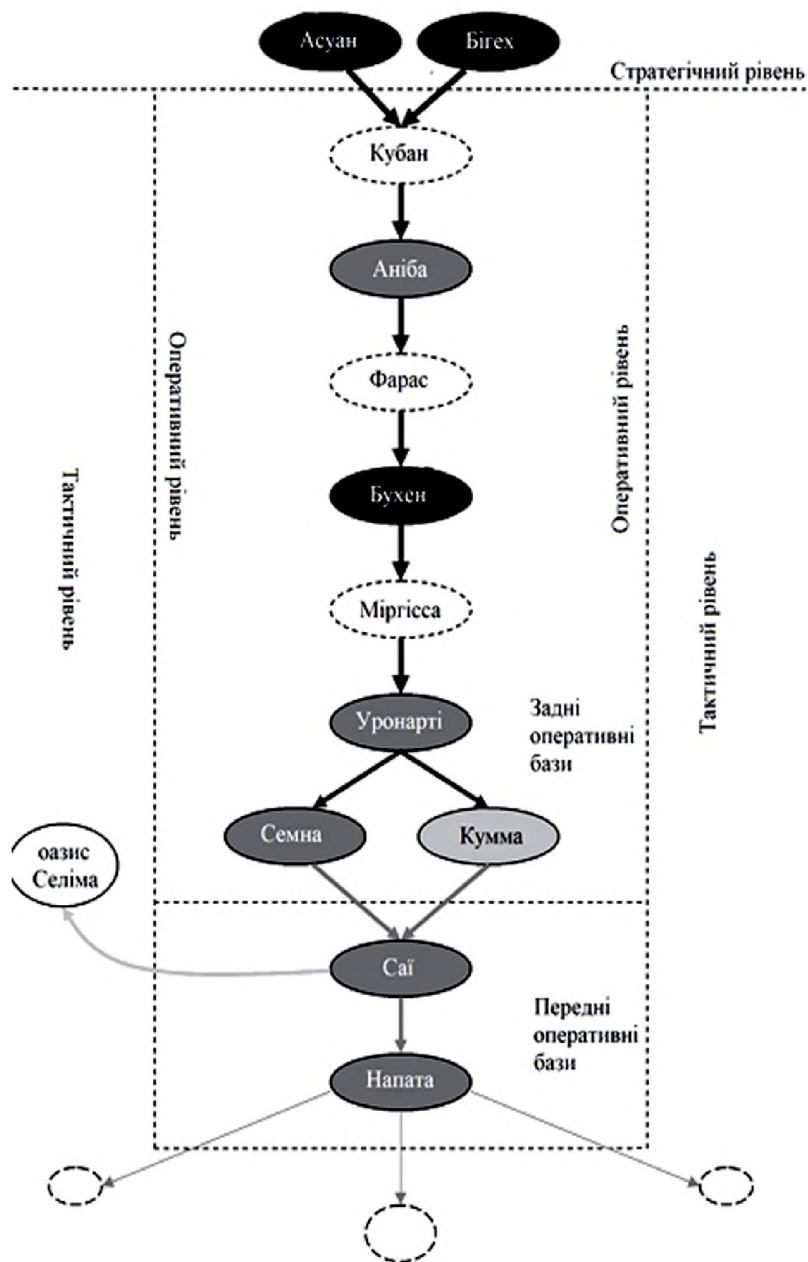 Асуан
Бігех
Стратегічний рівень
Кубан
Аніба
Фарас
Бухен
Міргісса
Уронарті
Семна
Кумма
Саї
Напата
оазис
Селіма
Задні
оперативні
бази
Передні
оперативні
бази
Оперативний рівень
Оперативний рівень
Тактичний рівень
Тактичний рівень